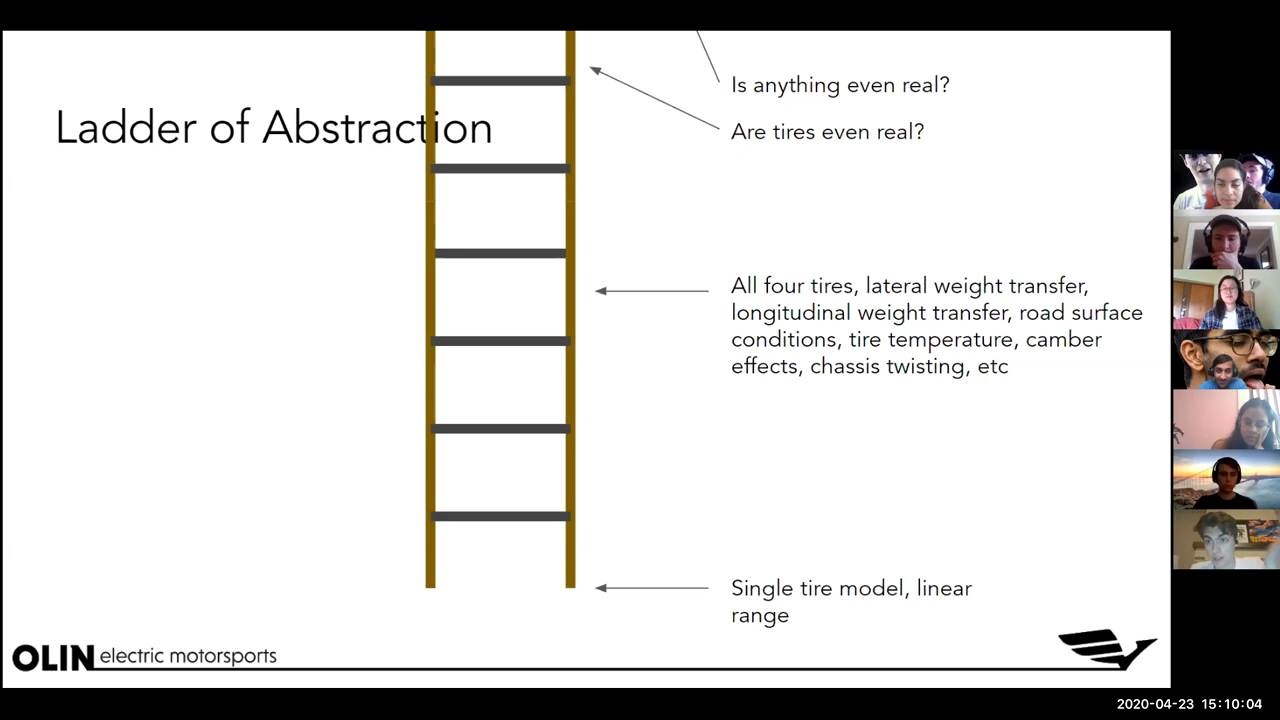 Is anything even real?
Ladder of Abstraction
Are tires even real?
All four tires, lateral weight transfer,
longitudinal weight transfer, road surface
conditions, tire temperature, camber
effects, chassis twisting, etc
Single tire model, linear
range
OLIN electric motorsports
2020-04-23 15:10:04